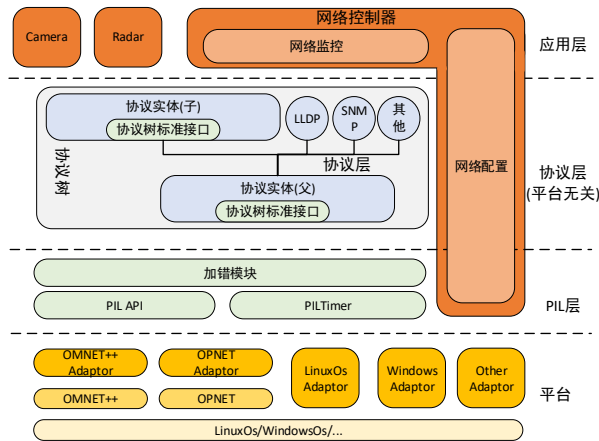 Camera
Radar
网络控制器
网络监控
应用层
协议实体(子)
协议树标准接口
LLDP
SNM
P
其
他
协议树
协议层
协议实体(父)
协议树标准接口
网络配置
协议层
(平台无关)
加错模块
PIL API
PILTimer
PIL层
OMNET++
Adaptor
OPNET
Adaptor
LinuxOs
Adaptor
Windows
Adaptor
Other
Adaptor
平台
OMNET++
OPNET
LinuxOs/WindowsOs/...